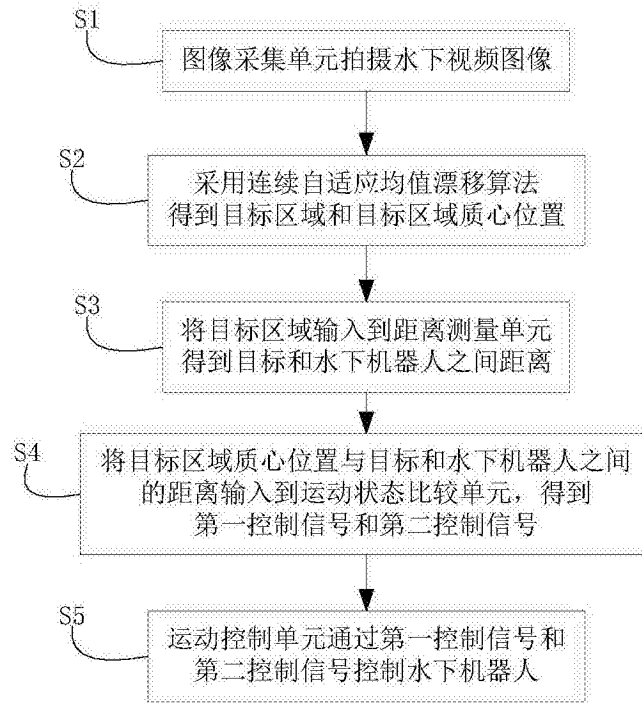 S1
图像采集单元拍摄水下视频图像
S2
采用连续自适应均值漂移算法
得到目标区域和目标区域质心位置
S3
将目标区域输入到距离测量单元
得到目标和水下机器人之间距离
S4
将目标区域质心位置与目标和水下机器人之间
的距离输入到运动状态比较单元，得到
第一控制信号和第二控制信号
S5
运动控制单元通过第一控制信号和
第二控制信号控制水下机器人